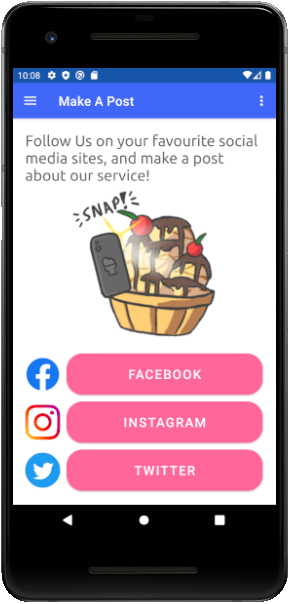 10:08
Make A Post
Follow Us on your favourite social
media sites, and make a post
about our service!
SNAP!
FACEBOOK
INSTAGRAM
TWITTER